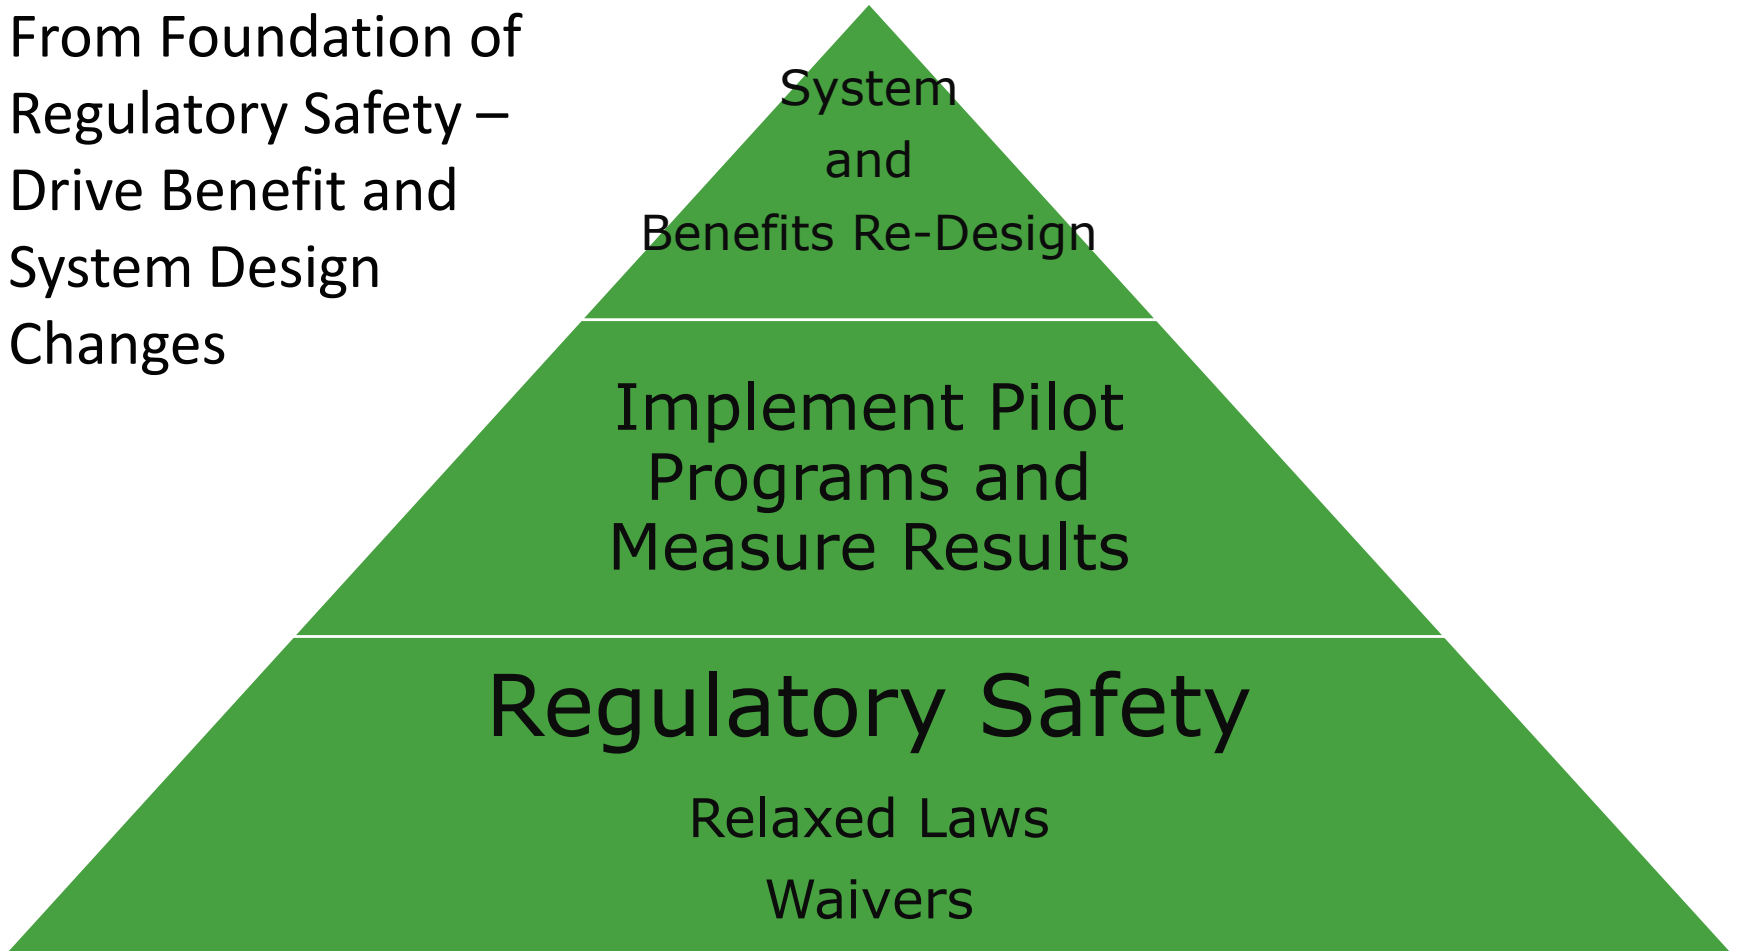 From Foundation of
Regulatory Safety –
Drive Benefit and
System Design
Changes
System
and
Benefits Re-Design
Implement Pilot
Programs and
Measure Results
Regulatory Safety
Relaxed Laws
Waivers